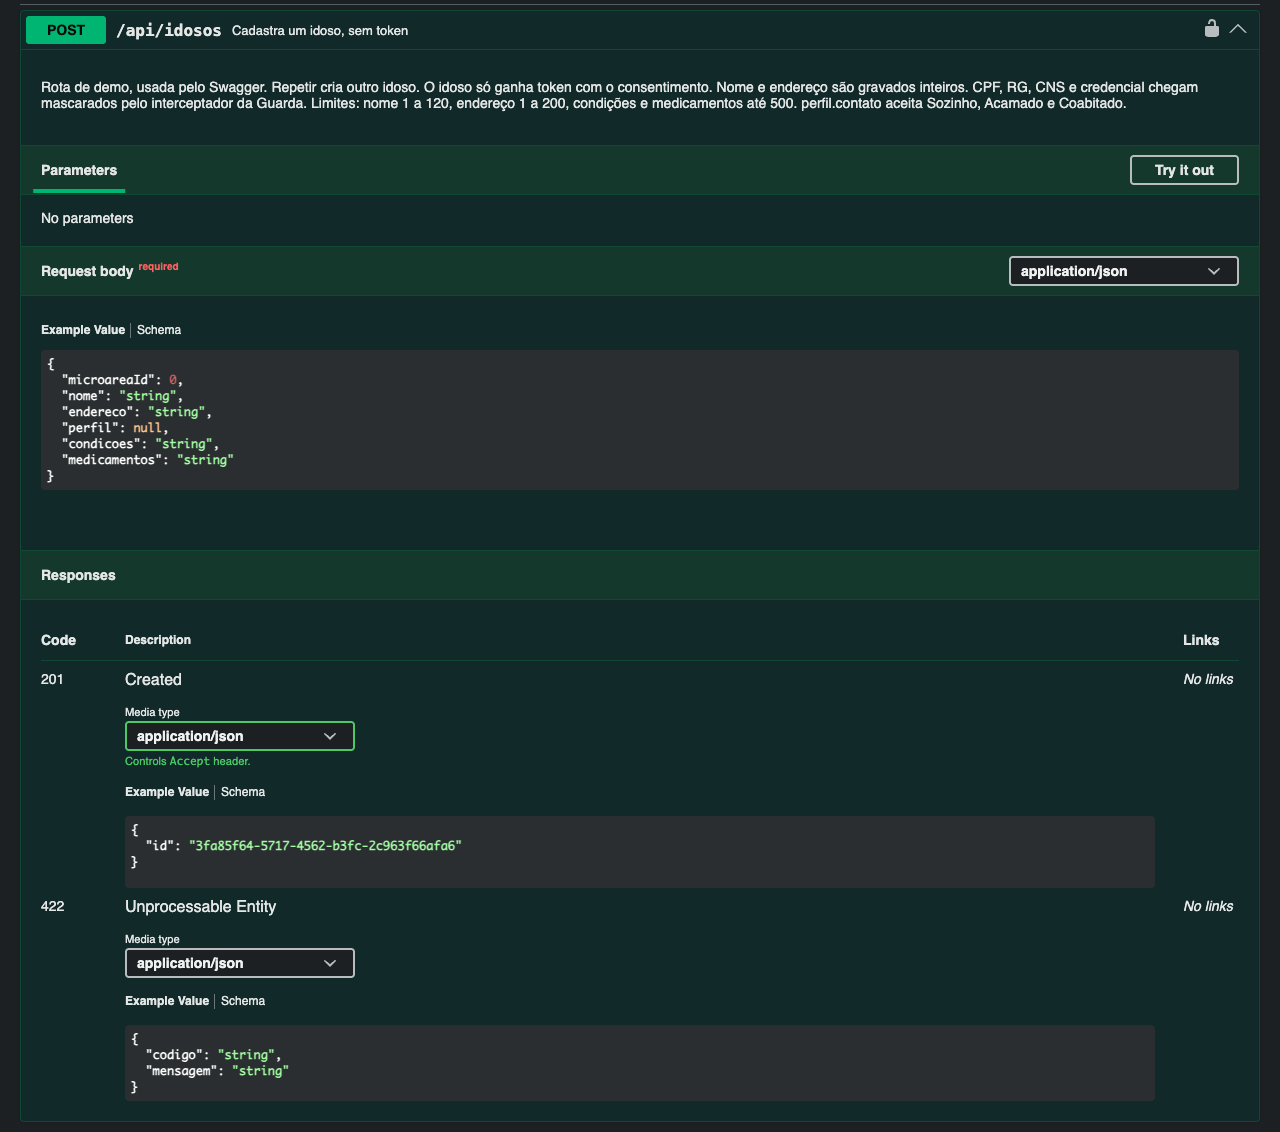 POST /api/idosos Cadastra um idoso, sem token
Rota de demo, usada pelo Swagger. Repetir cria outro idoso. O idoso só ganha token com o consentimento. Nome e endereço são gravados inteiros. CPF, RG, CNS e credencial chegam
mascarados pelo interceptador da Guarda. Limites: nome 1 a 120, endereço 1 a 200, condições e medicamentos até 500. perfil.contato aceita Sozinho, Acamado e Coabitado.
Parameters
Try it out
No parameters
Request body required
application/json
Example Value Schema
{
"microareaId": 0,
"nome": "string",
"endereco": "string",
"perfil": null,
"condicoes": "string",
"medicamentos": "string"
}
Responses
Code Description Links
201 Created No links
Media type
application/json
Controls Accept header.
Example Value Schema
{
"id": "3fa85f64-5717-4562-b3fc-2c963f66afa6"
}
422 Unprocessable Entity No links
Media type
application/json
Example Value Schema
{
"codigo": "string",
"mensagem": "string"
}